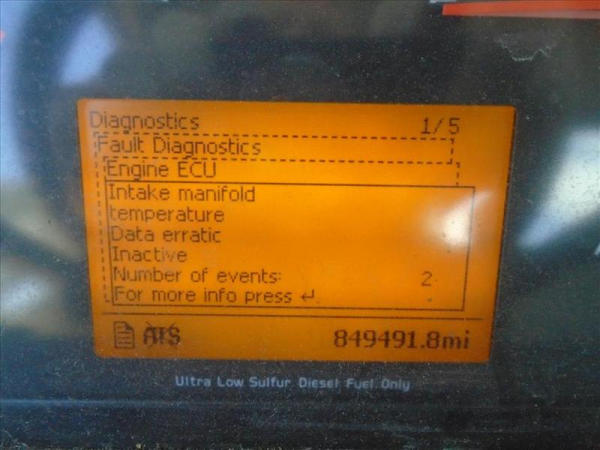 Diagnostics 1/5
Fault Diagnostics
Engine ECU
Intake manifold
temperature
Data erratic
Inactive
Number of events: 2
For more info press ↵
ATS 849491.8mi
Ultra Low Sulfur Diesel Fuel Only